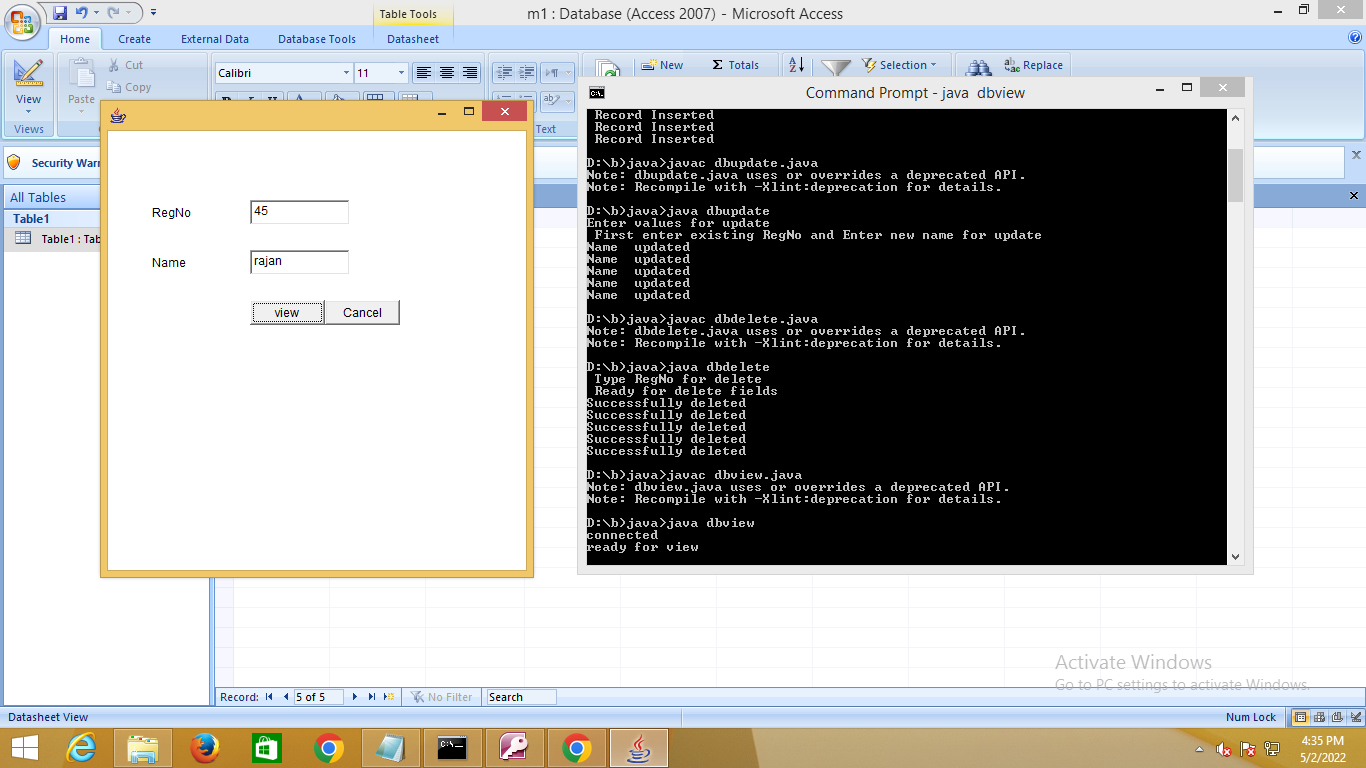 Table Tools
m1 : Database (Access 2007) - Microsoft Access
Home Create External Data Database Tools Datasheet
View
Views
Paste
Cut
Copy
Calibri 11
Text
New
Totals
Selection
Replace
Security Warn
All Tables
Table1
Table1 : Tab
RegNo 45
Name rajan
view Cancel
Command Prompt - java dbview
Record Inserted
Record Inserted
Record Inserted
D:\b)java>javac dbupdate.java
Note: dbupdate.java uses or overrides a deprecated API.
Note: Recompile with -Xlint:deprecation for details.
D:\b)java>java dbupdate
Enter values for update
First enter existing RegNo and Enter new name for update
Name updated
Name updated
Name updated
Name updated
Name updated
D:\b)java>javac dbdelete.java
Note: dbdelete.java uses or overrides a deprecated API.
Note: Recompile with -Xlint:deprecation for details.
D:\b)java>java dbdelete
Type RegNo for delete
Ready for delete fields
Successfully deleted
Successfully deleted
Successfully deleted
Successfully deleted
Successfully deleted
D:\b)java>javac dbview.java
Note: dbview.java uses or overrides a deprecated API.
Note: Recompile with -Xlint:deprecation for details.
D:\b)java>java dbview
connected
ready for view
Activate Windows
Go to PC settings to activate Windows.
Record: 5 of 5 No Filter Search
Datasheet View
Num Lock
4:35 PM
5/2/2022